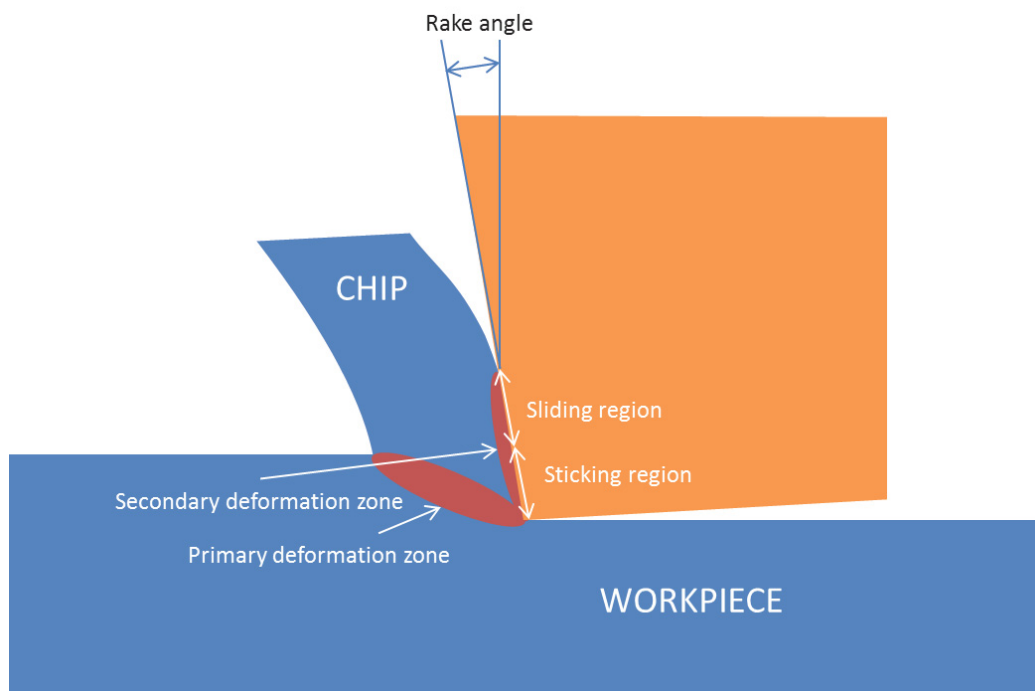 Rake angle
CHIP
Sliding region
Sticking region
Secondary deformation zone
Primary deformation zone
WORKPIECE